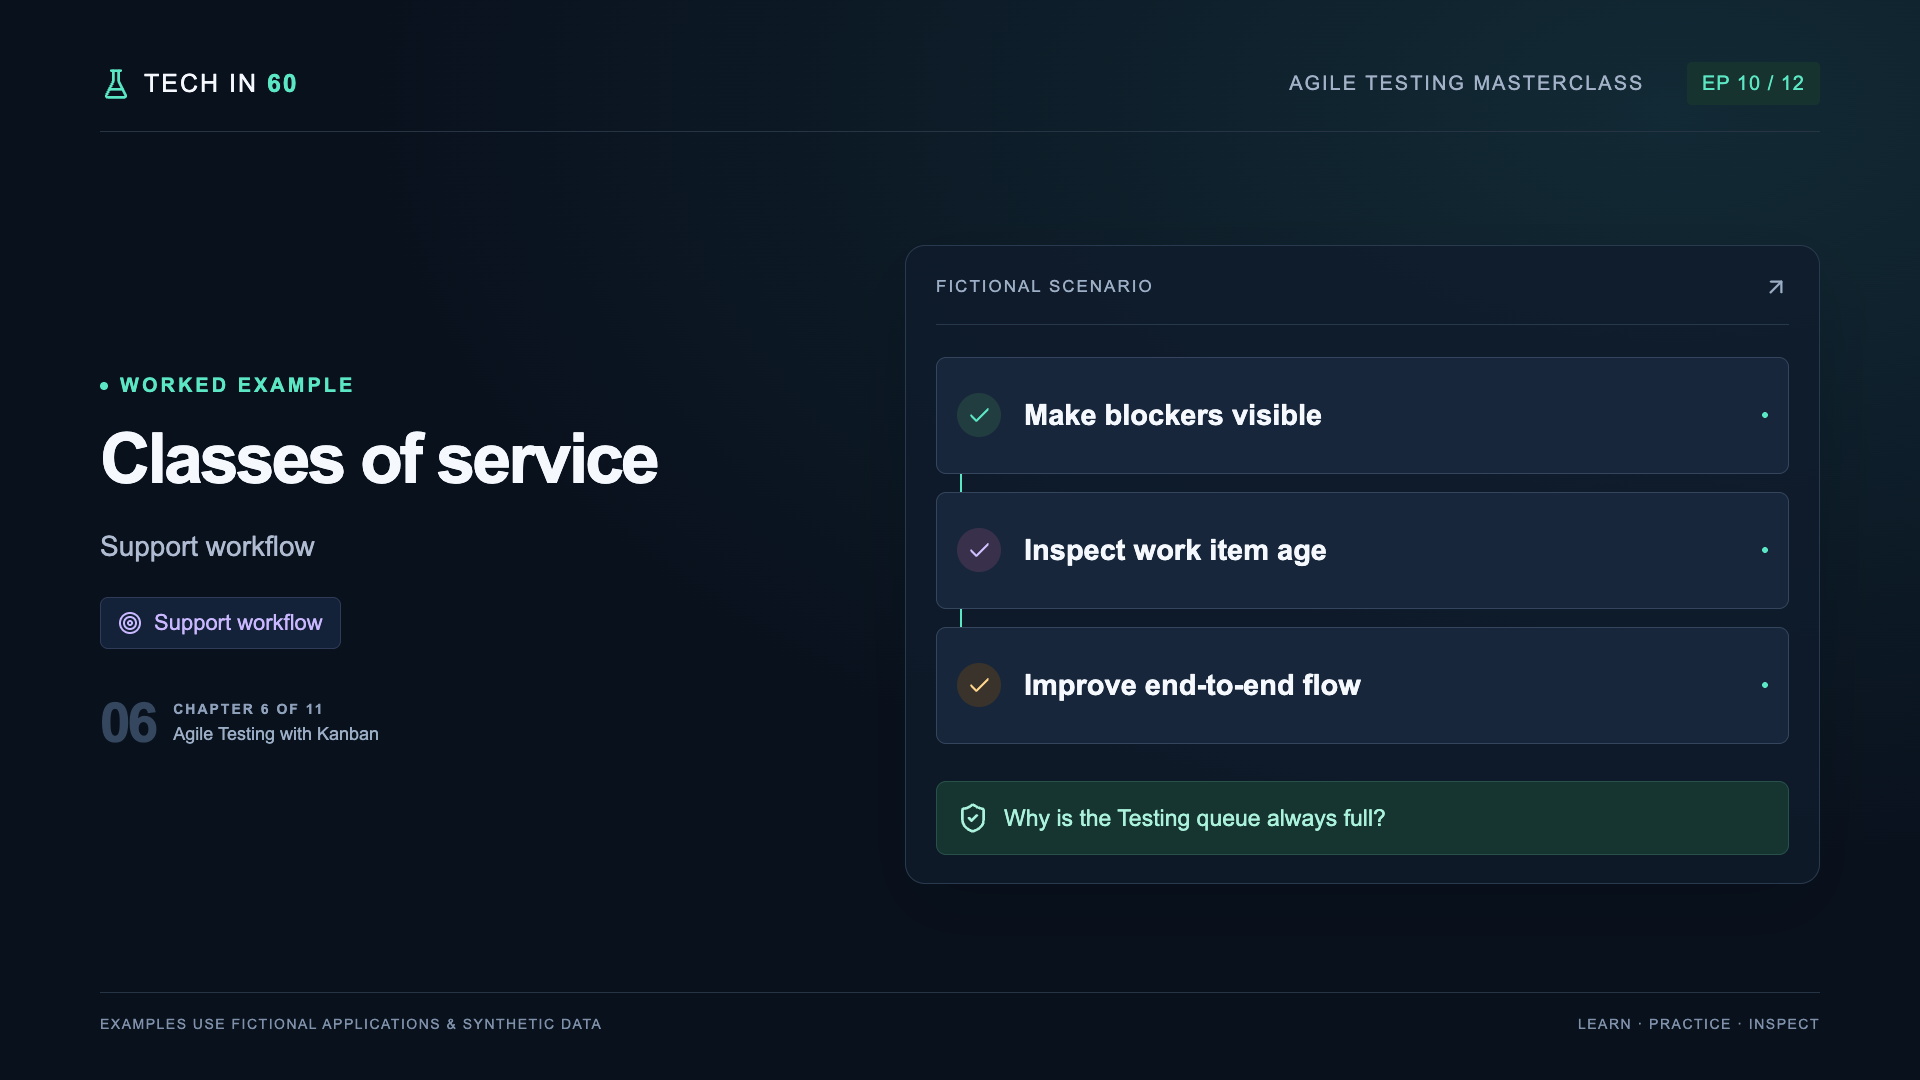 TECH IN 60
AGILE TESTING MASTERCLASS
EP 10 / 12
WORKED EXAMPLE
Classes of service
Support workflow
Support workflow
06
CHAPTER 6 OF 11
Agile Testing with Kanban
FICTIONAL SCENARIO
Make blockers visible
Inspect work item age
Improve end-to-end flow
Why is the Testing queue always full?
EXAMPLES USE FICTIONAL APPLICATIONS & SYNTHETIC DATA
LEARN · PRACTICE · INSPECT